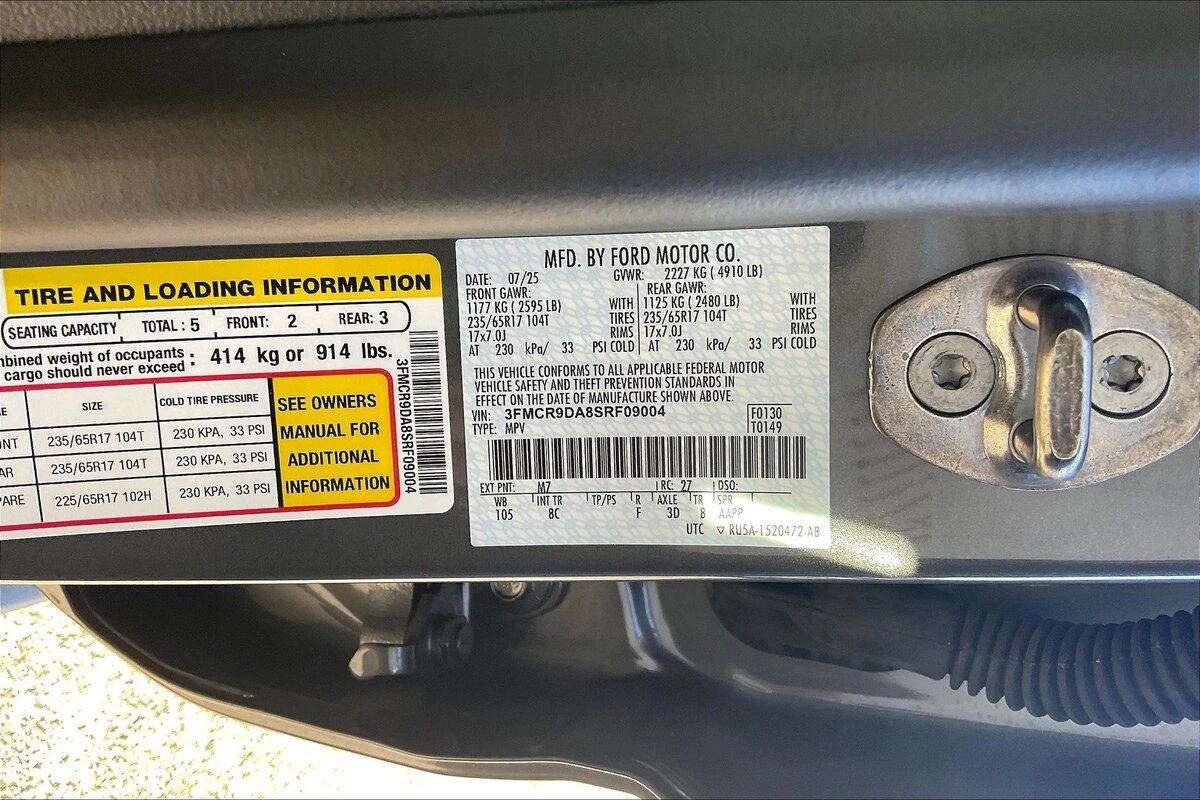 TIRE AND LOADING INFORMATION
SEATING CAPACITY TOTAL : 5 FRONT: 2 REAR: 3
weight of occupants : 414 kg or 914 lbs.
cargo should never exceed
SIZE COLD TIRE PRESSURE
235/65R17 104T 230 KPA, 33 PSI
235/65R17 104T 230 KPA, 33 PSI
225/65R17 102H 230 KPA, 33 PSI
SEE OWNERS
MANUAL FOR
ADDITIONAL
INFORMATION
3FMCR9DA8SRF09004
MFD. BY FORD MOTOR CO.
DATE: 07/25 GVWR: 2227 KG ( 4910 LB)
FRONT GAWR: REAR GAWR:
1177 KG ( 2595 LB) WITH 1125 KG ( 2480 LB) WITH
235/65R17 104T TIRES 235/65R17 104T TIRES
17x7.0J RIMS 17x7.0J RIMS
AT 230 kPa/ 33 PSI COLD AT 230 kPa/ 33 PSI COLD
THIS VEHICLE CONFORMS TO ALL APPLICABLE FEDERAL MOTOR
VEHICLE SAFETY AND THEFT PREVENTION STANDARDS IN
EFFECT ON THE DATE OF MANUFACTURE SHOWN ABOVE.
VIN: 3FMCR9DA8SRF09004 F0130
TYPE: MPV T0149
EXT PNT: M7 RC: 27 DSO:
WB INT TR TP/PS R AXLE TR SPR
105 8C F 3D 8 AAPP
UTC ▽ RU5A-1520472-AB